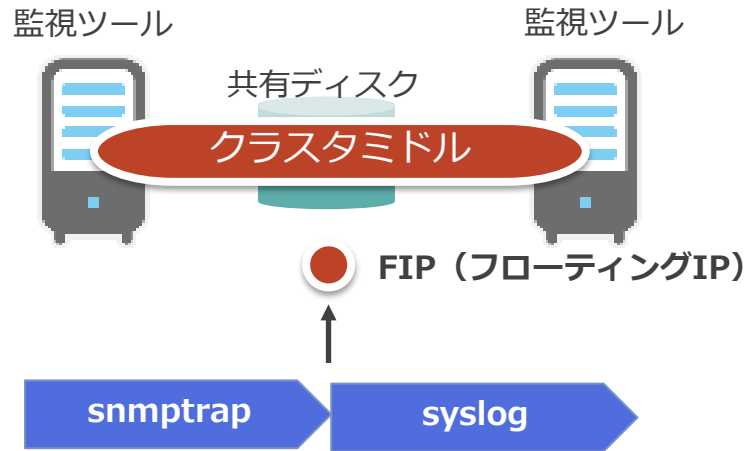 監視ツール
監視ツール
共有ディスク
クラスタミドル
FIP（フローティングIP）
snmptrap
syslog